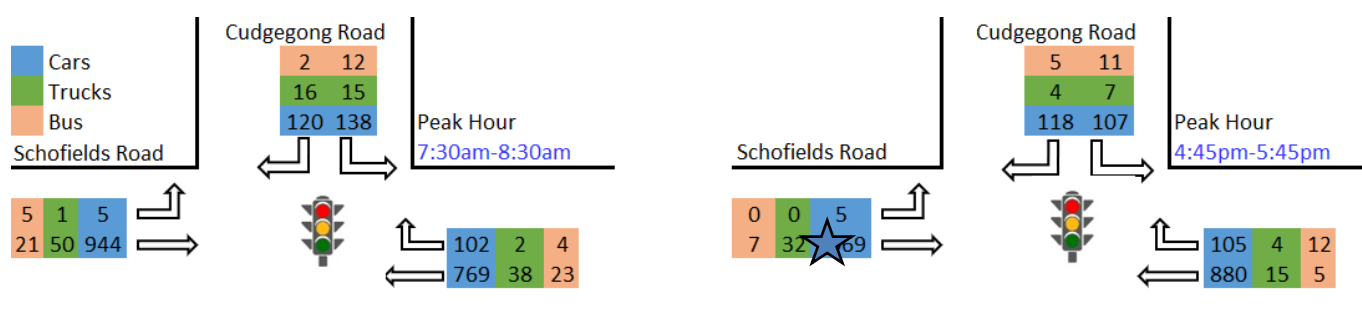 Cudgegong Road
2 12
16 15
120 138
Cars
Trucks
Bus
Schofields Road
Peak Hour
7:30am-8:30am
5 1 5
21 50 944
102 2 4
769 38 23
Cudgegong Road
5 11
4 7
118 107
Schofields Road
Peak Hour
4:45pm-5:45pm
0 0 5
7 32
105 4 12
880 15 5